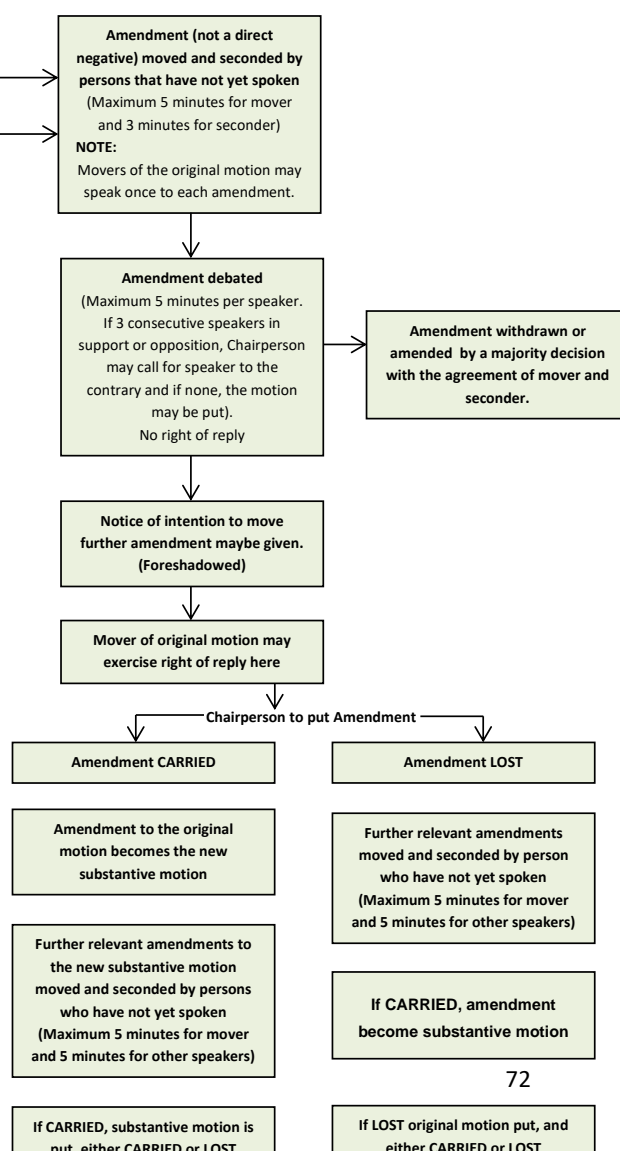 Amendment (not a direct
negative) moved and seconded by
persons that have not yet spoken
(Maximum 5 minutes for mover
and 3 minutes for seconder)
NOTE:
Movers of the original motion may
speak once to each amendment.
Amendment debated
(Maximum 5 minutes per speaker.
If 3 consecutive speakers in
support or opposition, Chairperson
may call for speaker to the
contrary and if none, the motion
may be put).
No right of reply
Amendment withdrawn or
amended by a majority decision
with the agreement of mover and
seconder.
Notice of intention to move
further amendment maybe given.
(Foreshadowed)
Mover of original motion may
exercise right of reply here
Chairperson to put Amendment
Amendment CARRIED
Amendment to the original
motion becomes the new
substantive motion
Further relevant amendments to
the new substantive motion
moved and seconded by persons
who have not yet spoken
(Maximum 5 minutes for mover
and 5 minutes for other speakers)
If CARRIED, substantive motion is
put, either CARRIED or LOST
Amendment LOST
Further relevant amendments
moved and seconded by person
who have not yet spoken
(Maximum 5 minutes for mover
and 5 minutes for other speakers)
If CARRIED, amendment
become substantive motion
72
If LOST original motion put, and
either CARRIED or LOST